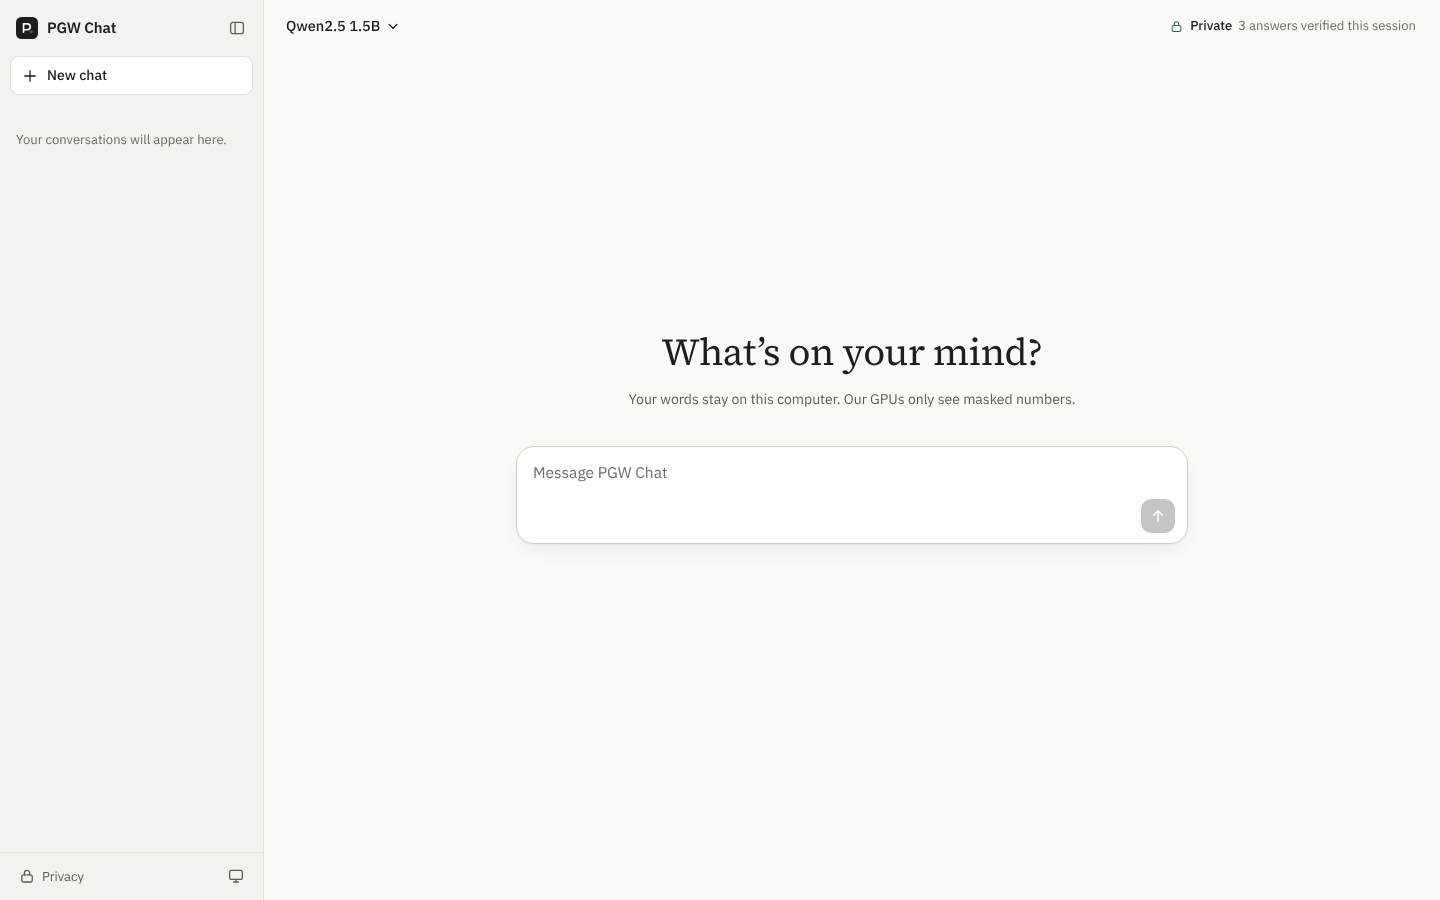 PGW Chat
New chat
Your conversations will appear here.
Privacy
Qwen2.5 1.5B
Private 3 answers verified this session
What’s on your mind?
Your words stay on this computer. Our GPUs only see masked numbers.
Message PGW Chat